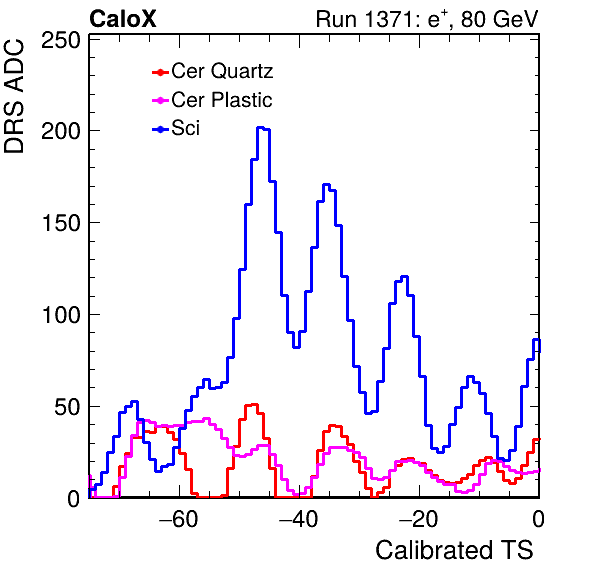 CaloX Run 1371: e⁺, 80 GeV
DRS ADC
250
200
150
100
50
0
Cer Quartz
Cer Plastic
Sci
−60 −40 −20 0
Calibrated TS